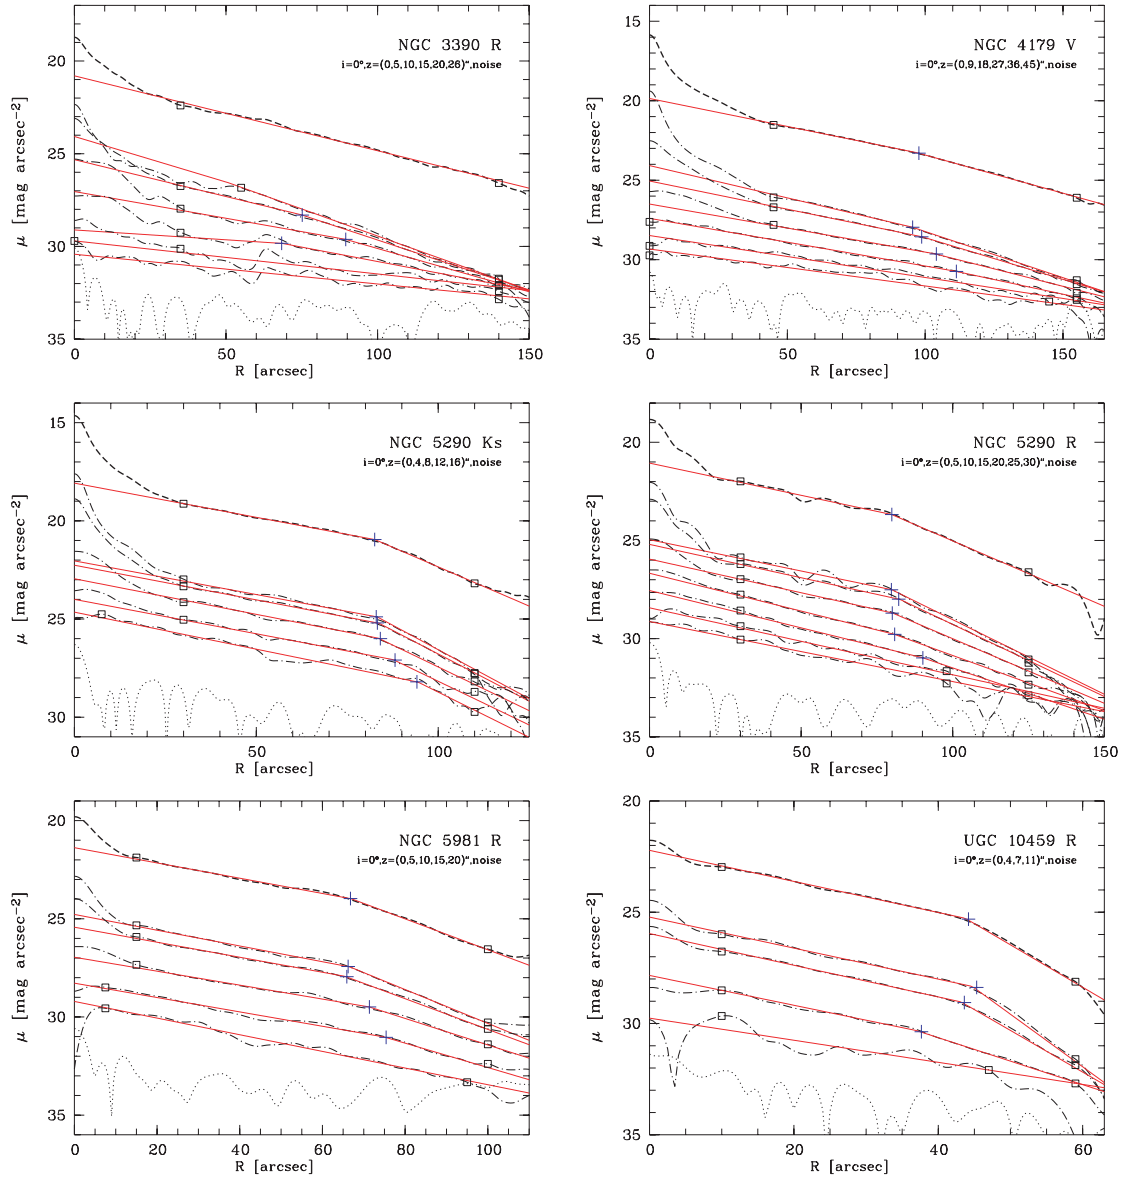 NGC 3390 R
i=0°,z=(0,5,10,15,20,26)",noise
20
25
30
35
μ [mag arcsec−2]
0
50
100
150
R [arcsec]
NGC 4179 V
i=0°,z=(0,9,18,27,36,45)",noise
15
20
25
30
35
μ [mag arcsec−2]
0
50
100
150
R [arcsec]
NGC 5290 Ks
i=0°,z=(0,4,8,12,16)",noise
15
20
25
30
μ [mag arcsec−2]
0
50
100
R [arcsec]
NGC 5290 R
i=0°,z=(0,5,10,15,20,25,30)",noise
20
25
30
35
μ [mag arcsec−2]
0
50
100
150
R [arcsec]
NGC 5981 R
i=0°,z=(0,5,10,15,20)",noise
20
25
30
35
μ [mag arcsec−2]
0
20
40
60
80
100
R [arcsec]
UGC 10459 R
i=0°,z=(0,4,7,11)",noise
20
25
30
35
μ [mag arcsec−2]
0
20
40
60
R [arcsec]